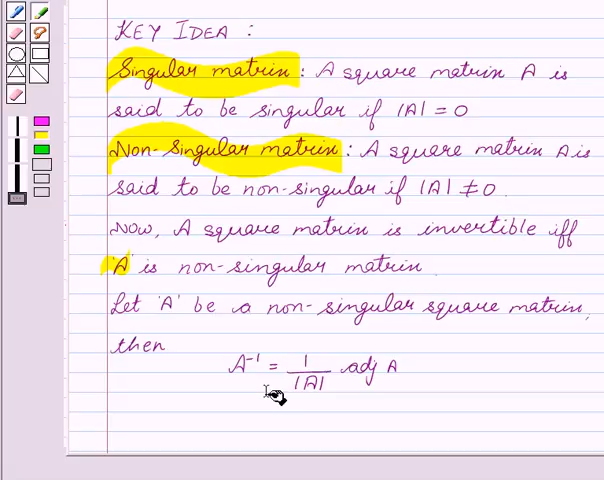 KEY IDEA :
Singular matrix : A square matrix A is
said to be singular if |A| = 0
Non-Singular matrix : A square matrix A is
said to be non-singular if |A| ≠ 0.
Now, A square matrix is invertible iff
'A' is non-singular matrix.
Let 'A' be a non-singular square matrix,
then
A⁻¹ = 1/|A| adj A